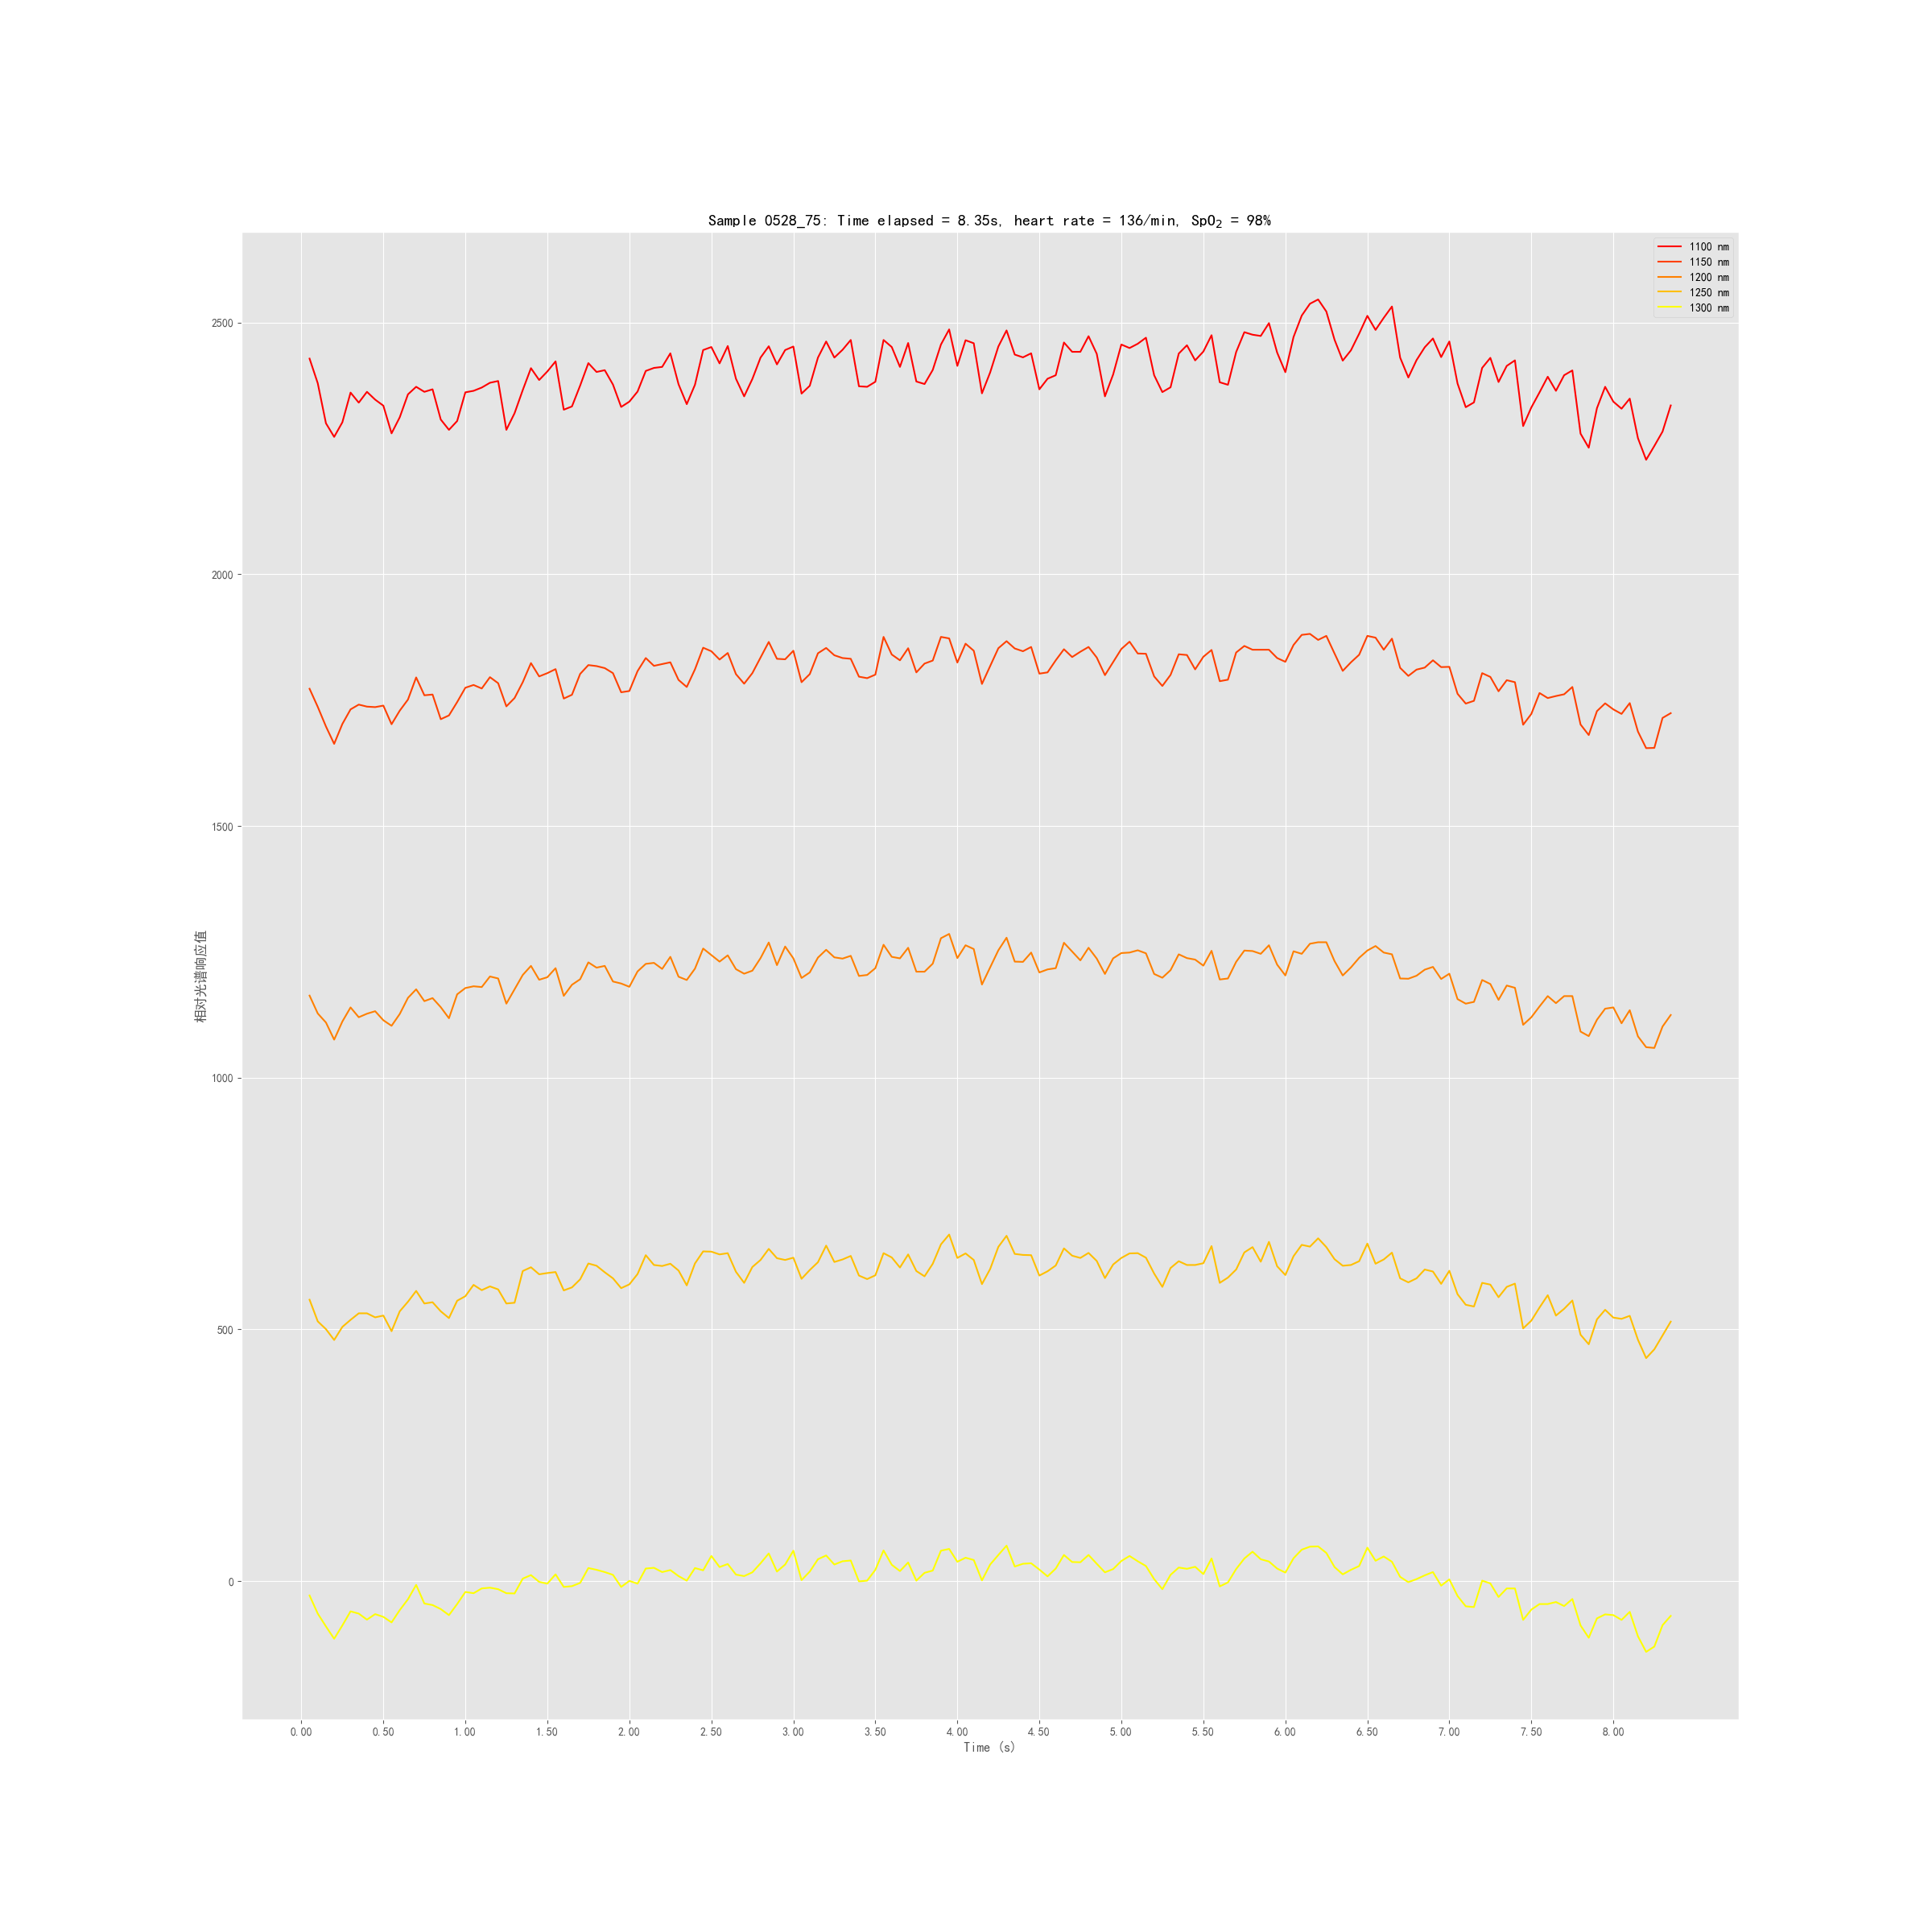 Sample 0528_75: Time elapsed = 8.35s, heart rate = 136/min, SpO₂ = 98%
1100 nm
1150 nm
1200 nm
1250 nm
1300 nm
2500
2000
1500
1000
500
0
相对光谱响应值
0.00 0.50 1.00 1.50 2.00 2.50 3.00 3.50 4.00 4.50 5.00 5.50 6.00 6.50 7.00 7.50 8.00
Time (s)